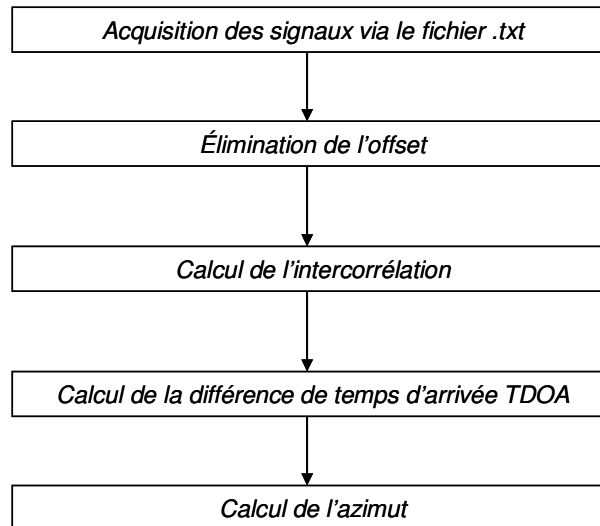 Acquisition des signaux via le fichier .txt
Élimination de l'offset
Calcul de l'intercorrélation
Calcul de la différence de temps d'arrivée TDOA
Calcul de l'azimut